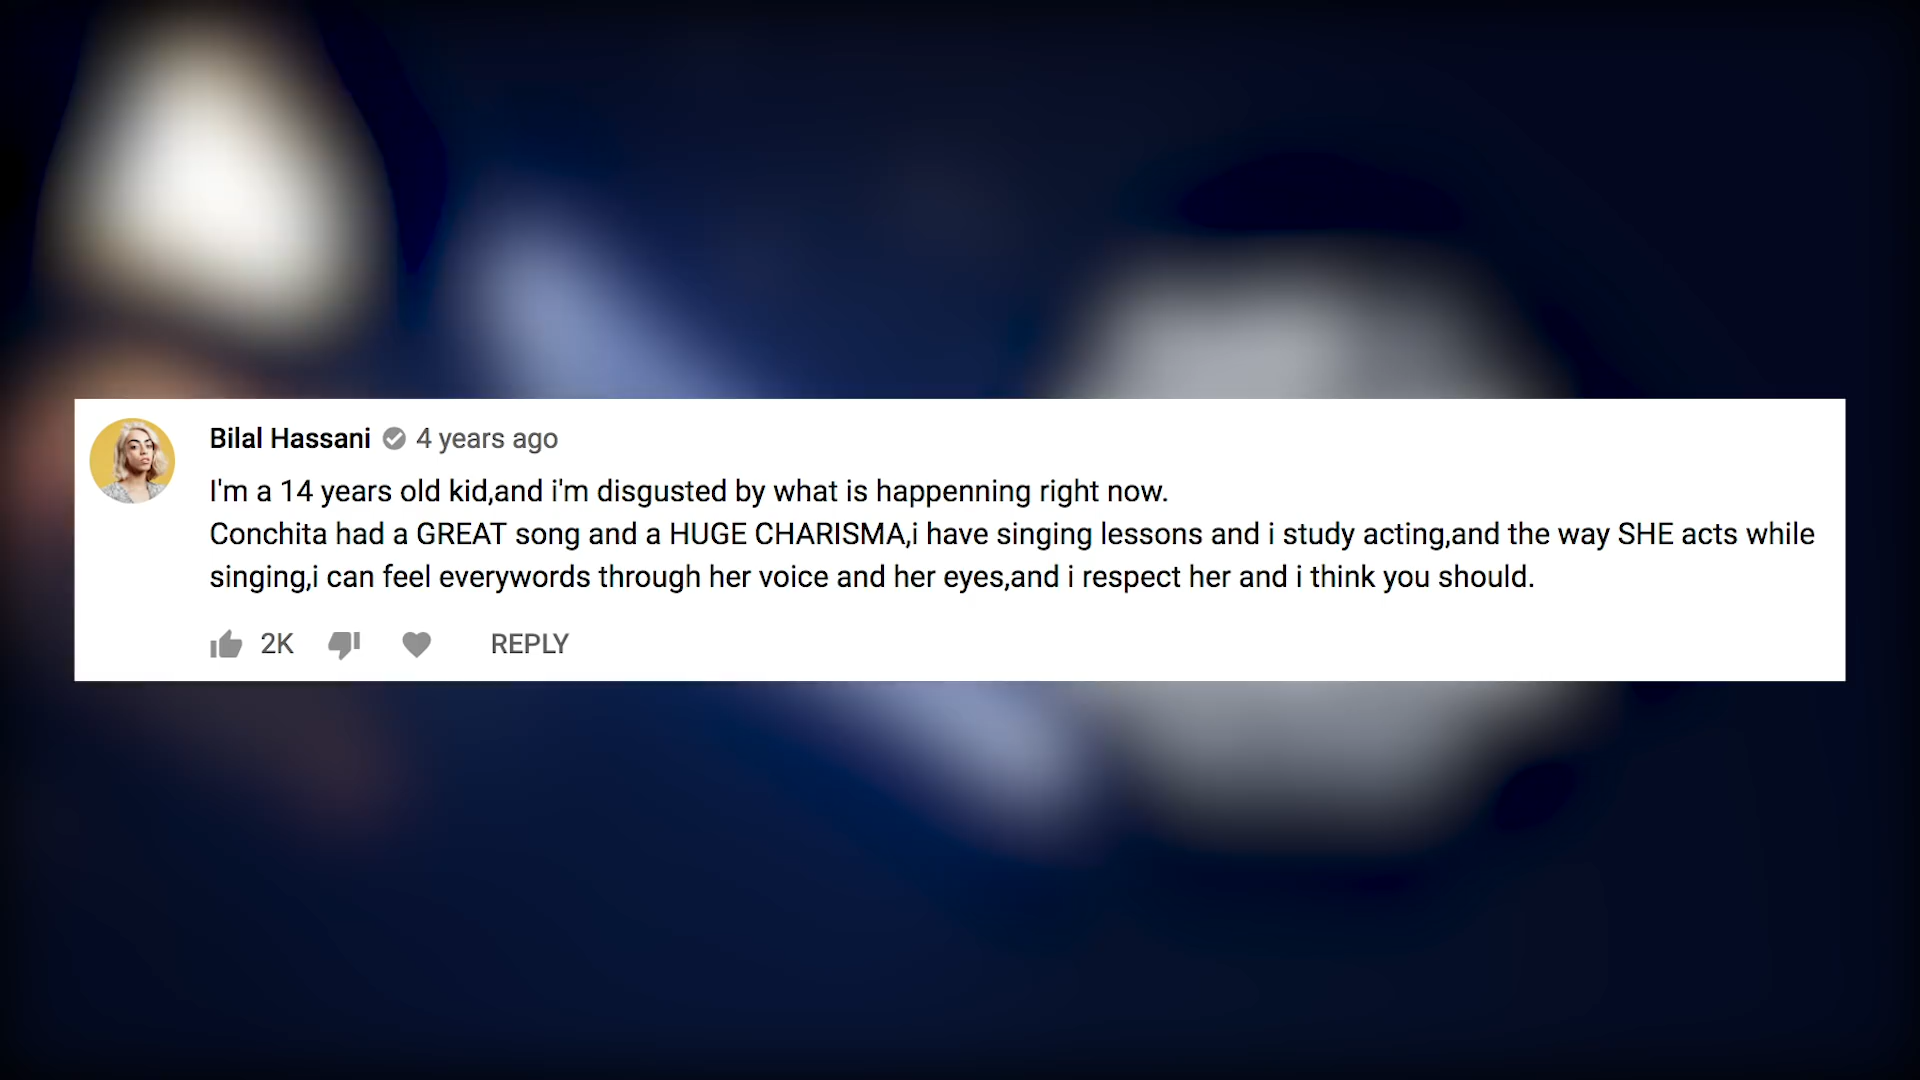 Bilal Hassani 4 years ago
I'm a 14 years old kid,and i'm disgusted by what is happenning right now.
Conchita had a GREAT song and a HUGE CHARISMA,i have singing lessons and i study acting,and the way SHE acts while
singing,i can feel everywords through her voice and her eyes,and i respect her and i think you should.
2K REPLY